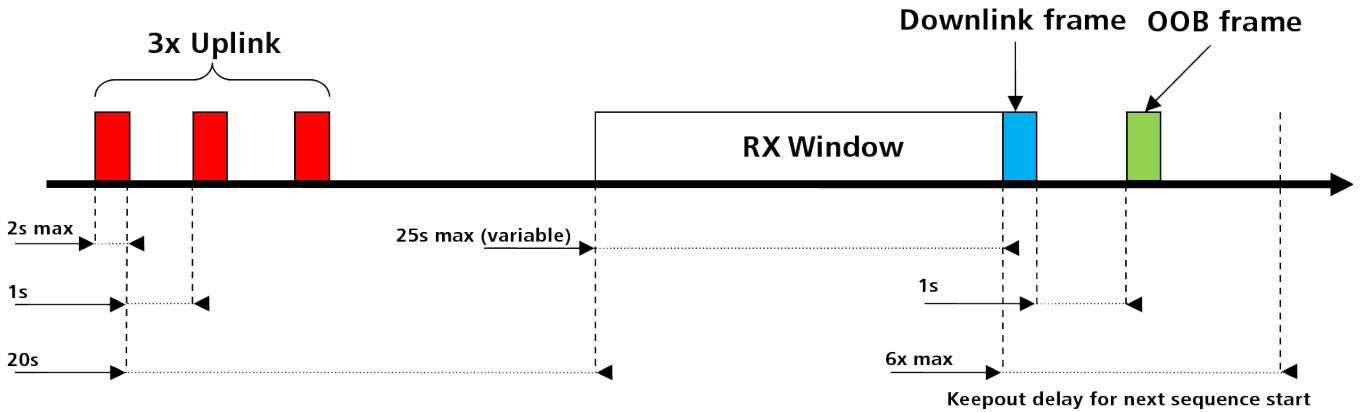 Downlink frame
OOB frame
3x Uplink
RX Window
2s max
25s max (variable)
1s
1s
20s
6x max
Keepout delay for next sequence start